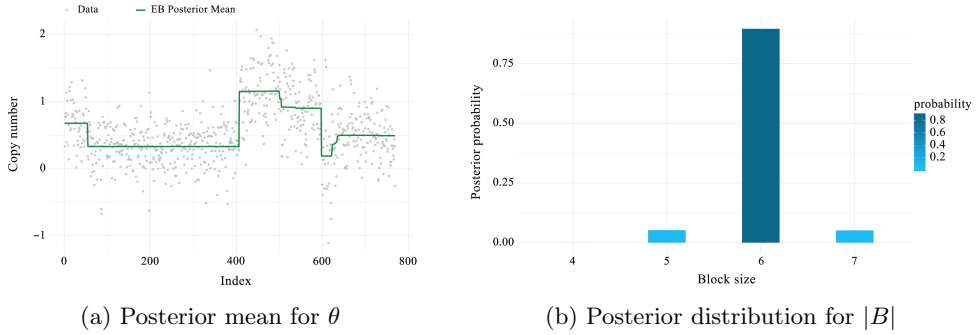 Data EB Posterior Mean
2
1
0
−1
Copy number
0 200 400 600 800
Index
(a) Posterior mean for θ
0.75
0.50
0.25
0.00
Posterior probability
4 5 6 7
Block size
probability
0.8
0.6
0.4
0.2
(b) Posterior distribution for |B|